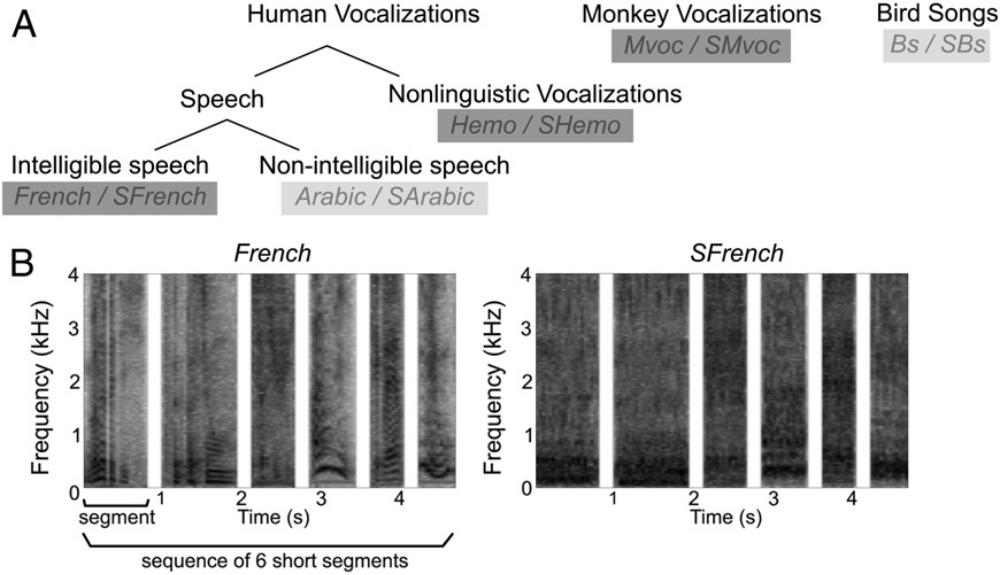 A
Human Vocalizations
Monkey Vocalizations
Mvoc / SMvoc
Bird Songs
Bs / SBs
Speech
Nonlinguistic Vocalizations
Hemo / SHemo
Intelligible speech
French / SFrench
Non-intelligible speech
Arabic / SArabic
B
French
Frequency (kHz)
4
3
2
1
0
0
1
2
3
4
segment
Time (s)
sequence of 6 short segments
SFrench
Frequency (kHz)
4
3
2
1
0
1
2
3
4
Time (s)